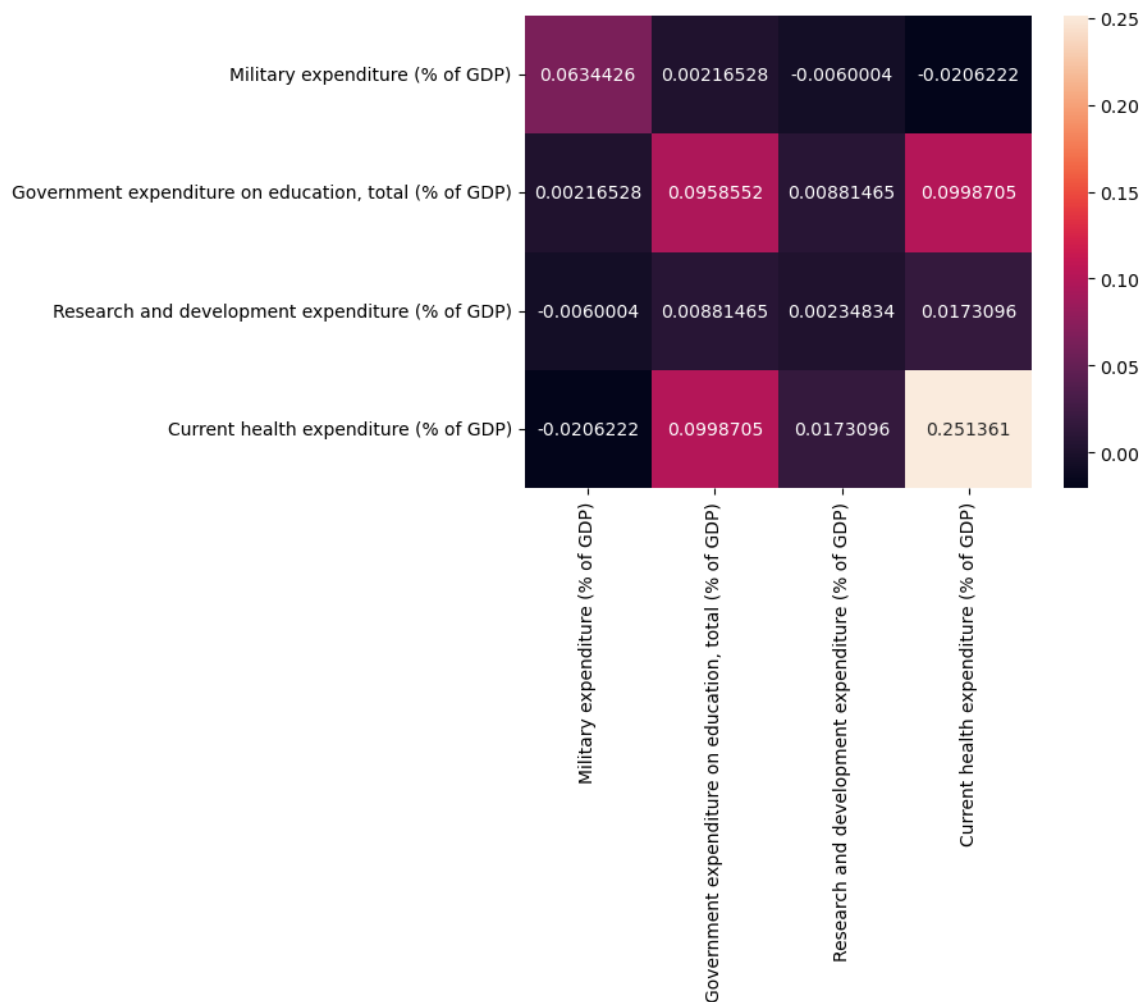 0.25
Military expenditure (% of GDP)
0.0634426 0.00216528 -0.0060004 -0.0206222
0.20
Government expenditure on education, total (% of GDP)
0.00216528 0.0958552 0.00881465 0.0998705
0.15
0.10
Research and development expenditure (% of GDP)
-0.0060004 0.00881465 0.00234834 0.0173096
0.05
Current health expenditure (% of GDP)
-0.0206222 0.0998705 0.0173096 0.251361
0.00
Military expenditure (% of GDP)
Government expenditure on education, total (% of GDP)
Research and development expenditure (% of GDP)
Current health expenditure (% of GDP)